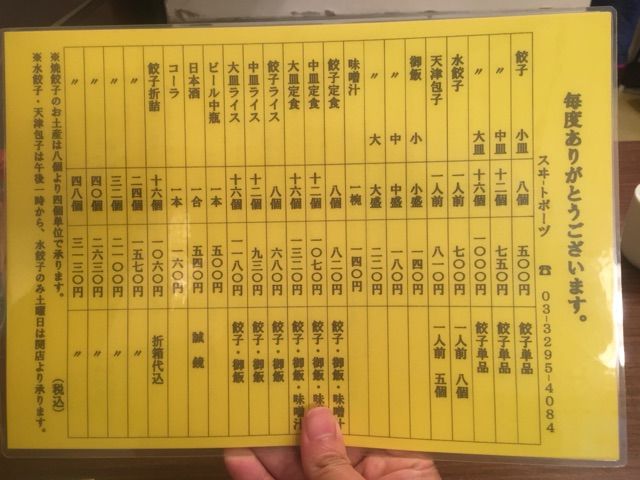 毎度ありがとうございます。
スヰートポーツ ☎ 03-3295-4084
餃子 小皿 八個 五〇〇円 餃子単品
〃 中皿 十二個 七五〇円 餃子単品
〃 大皿 十六個 一〇〇〇円 餃子単品
水餃子 一人前 七〇〇円 一人前 八個
天津包子 一人前 八一〇円 一人前 五個
御飯 小 小盛 一四〇円
〃 中 中盛 一八〇円
〃 大 大盛 二二〇円
味噌汁 一椀 一四〇円
餃子定食 八個 八二〇円 餃子・御飯・味噌汁
中皿定食 十二個 一〇七〇円 餃子・御飯・味
大皿定食 十六個 一三二〇円 餃子・御飯・味噌汁
餃子ライス 八個 六八〇円 餃子・御飯
中皿ライス 十二個 九三〇円 餃子・御飯
大皿ライス 十六個 一一八〇円 餃子・御飯
ビール中瓶 一本 五〇〇円
日本酒 一合 五四〇円 誠鏡
コーラ 一本 一六〇円
餃子折詰 十六個 一〇六〇円 折箱代込
〃 二四個 一五七〇円 〃
〃 三二個 二一〇〇円 〃
〃 四〇個 二六三〇円 〃
〃 四八個 三一三〇円 〃
(税込)
※焼餃子のお土産は八個より四個単位で承ります。
※水餃子・天津包子は午後一時から、水餃子のみ土曜日は開店より承ります。